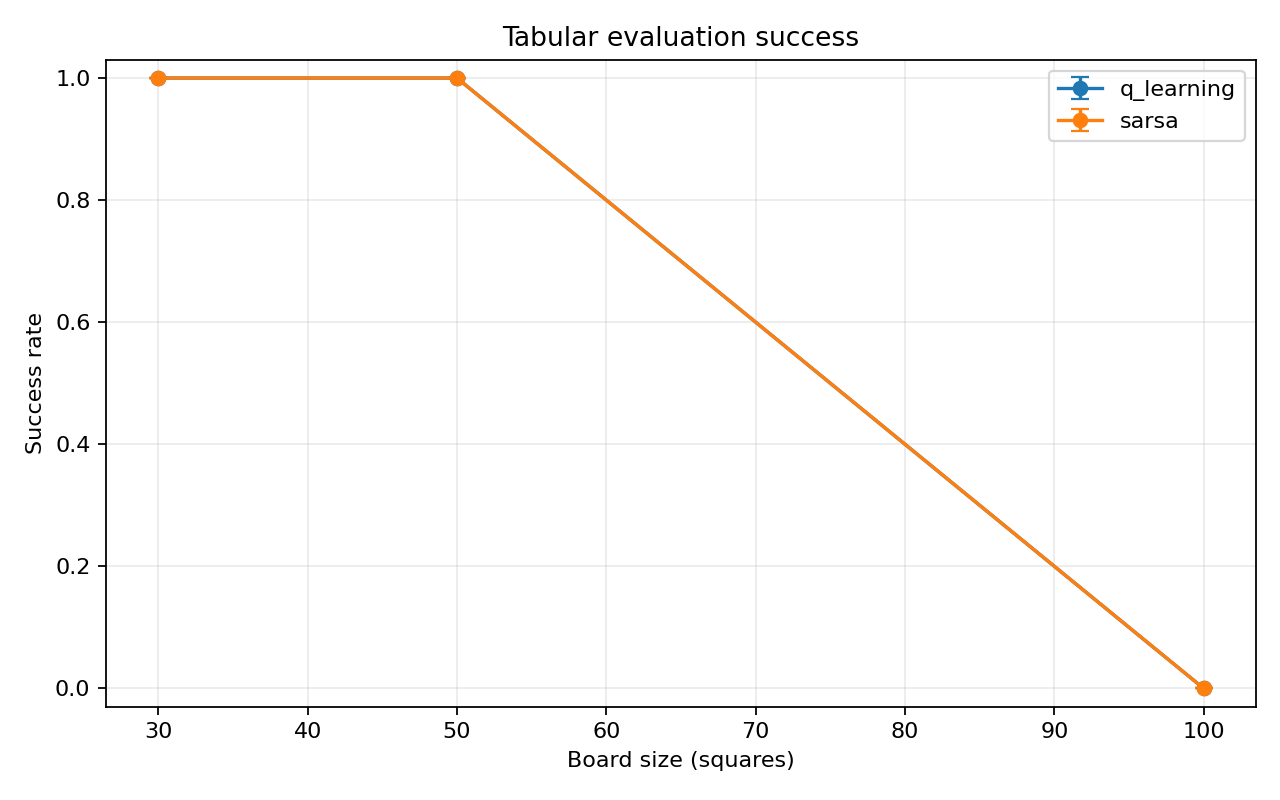 Tabular evaluation success
q_learning
sarsa
Success rate
1.0
0.8
0.6
0.4
0.2
0.0
30 40 50 60 70 80 90 100
Board size (squares)